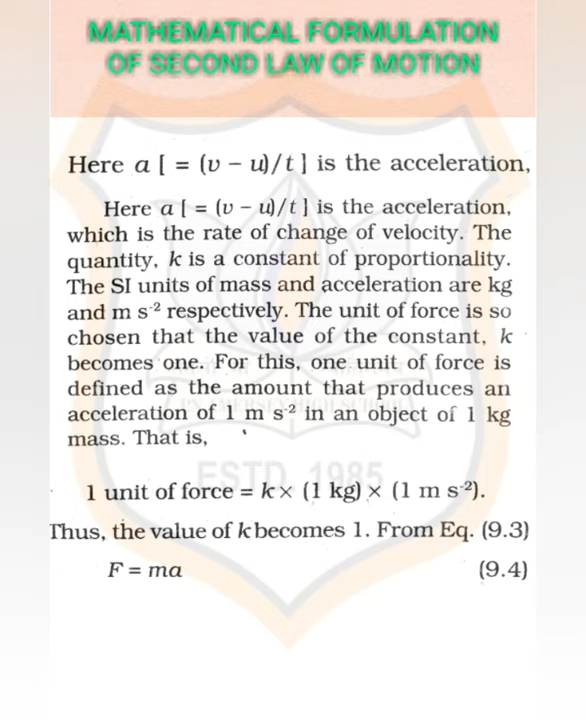 MATHEMATICAL FORMULATION
OF SECOND LAW OF MOTION
Here a [ = (v – u)/t ] is the acceleration,
Here a [ = (v – u)/t ] is the acceleration,
which is the rate of change of velocity. The
quantity, k is a constant of proportionality.
The SI units of mass and acceleration are kg
and m s⁻² respectively. The unit of force is so
chosen that the value of the constant, k
becomes one. For this, one unit of force is
defined as the amount that produces an
acceleration of 1 m s⁻² in an object of 1 kg
mass. That is,
ESTD. 1985
1 unit of force = k × (1 kg) × (1 m s⁻²).
Thus, the value of k becomes 1. From Eq. (9.3)
F = ma (9.4)